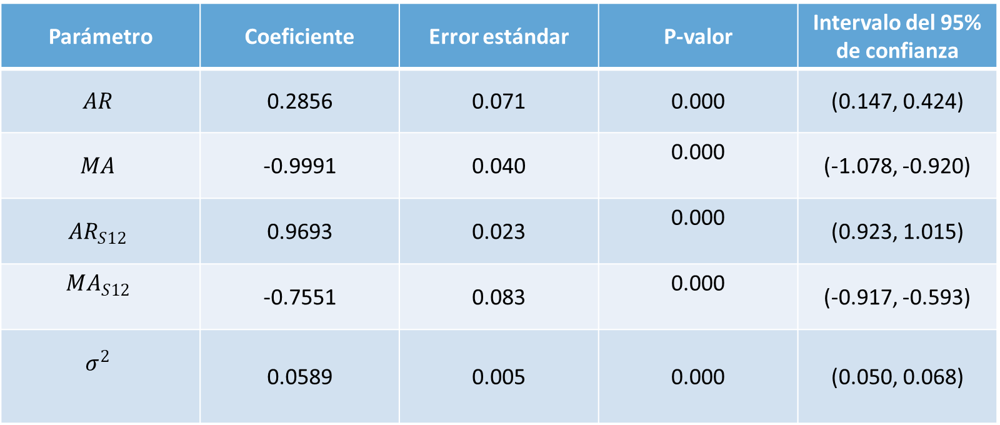 Parámetro Coeficiente Error estándar P-valor Intervalo del 95% de confianza
AR 0.2856 0.071 0.000 (0.147, 0.424)
MA -0.9991 0.040 0.000 (-1.078, -0.920)
AR_{S12} 0.9693 0.023 0.000 (0.923, 1.015)
MA_{S12} -0.7551 0.083 0.000 (-0.917, -0.593)
σ² 0.0589 0.005 0.000 (0.050, 0.068)